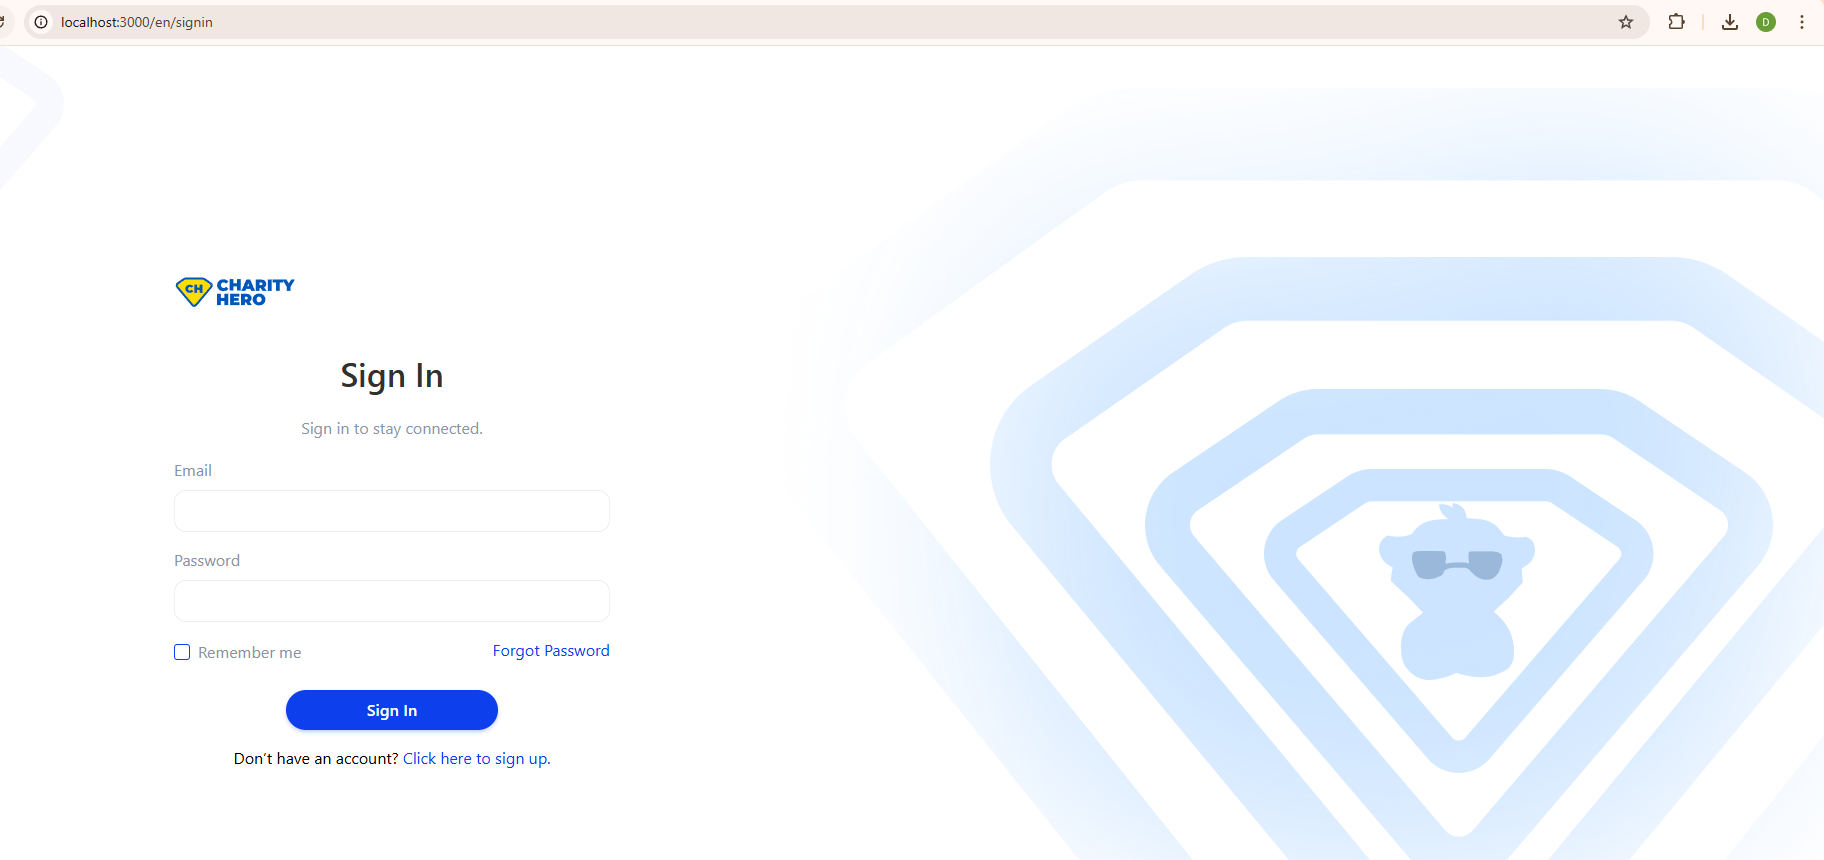 localhost:3000/en/signin
D
CH CHARITY
HERO
Sign In
Sign in to stay connected.
Email
Password
Remember me
Forgot Password
Sign In
Don't have an account? Click here to sign up.